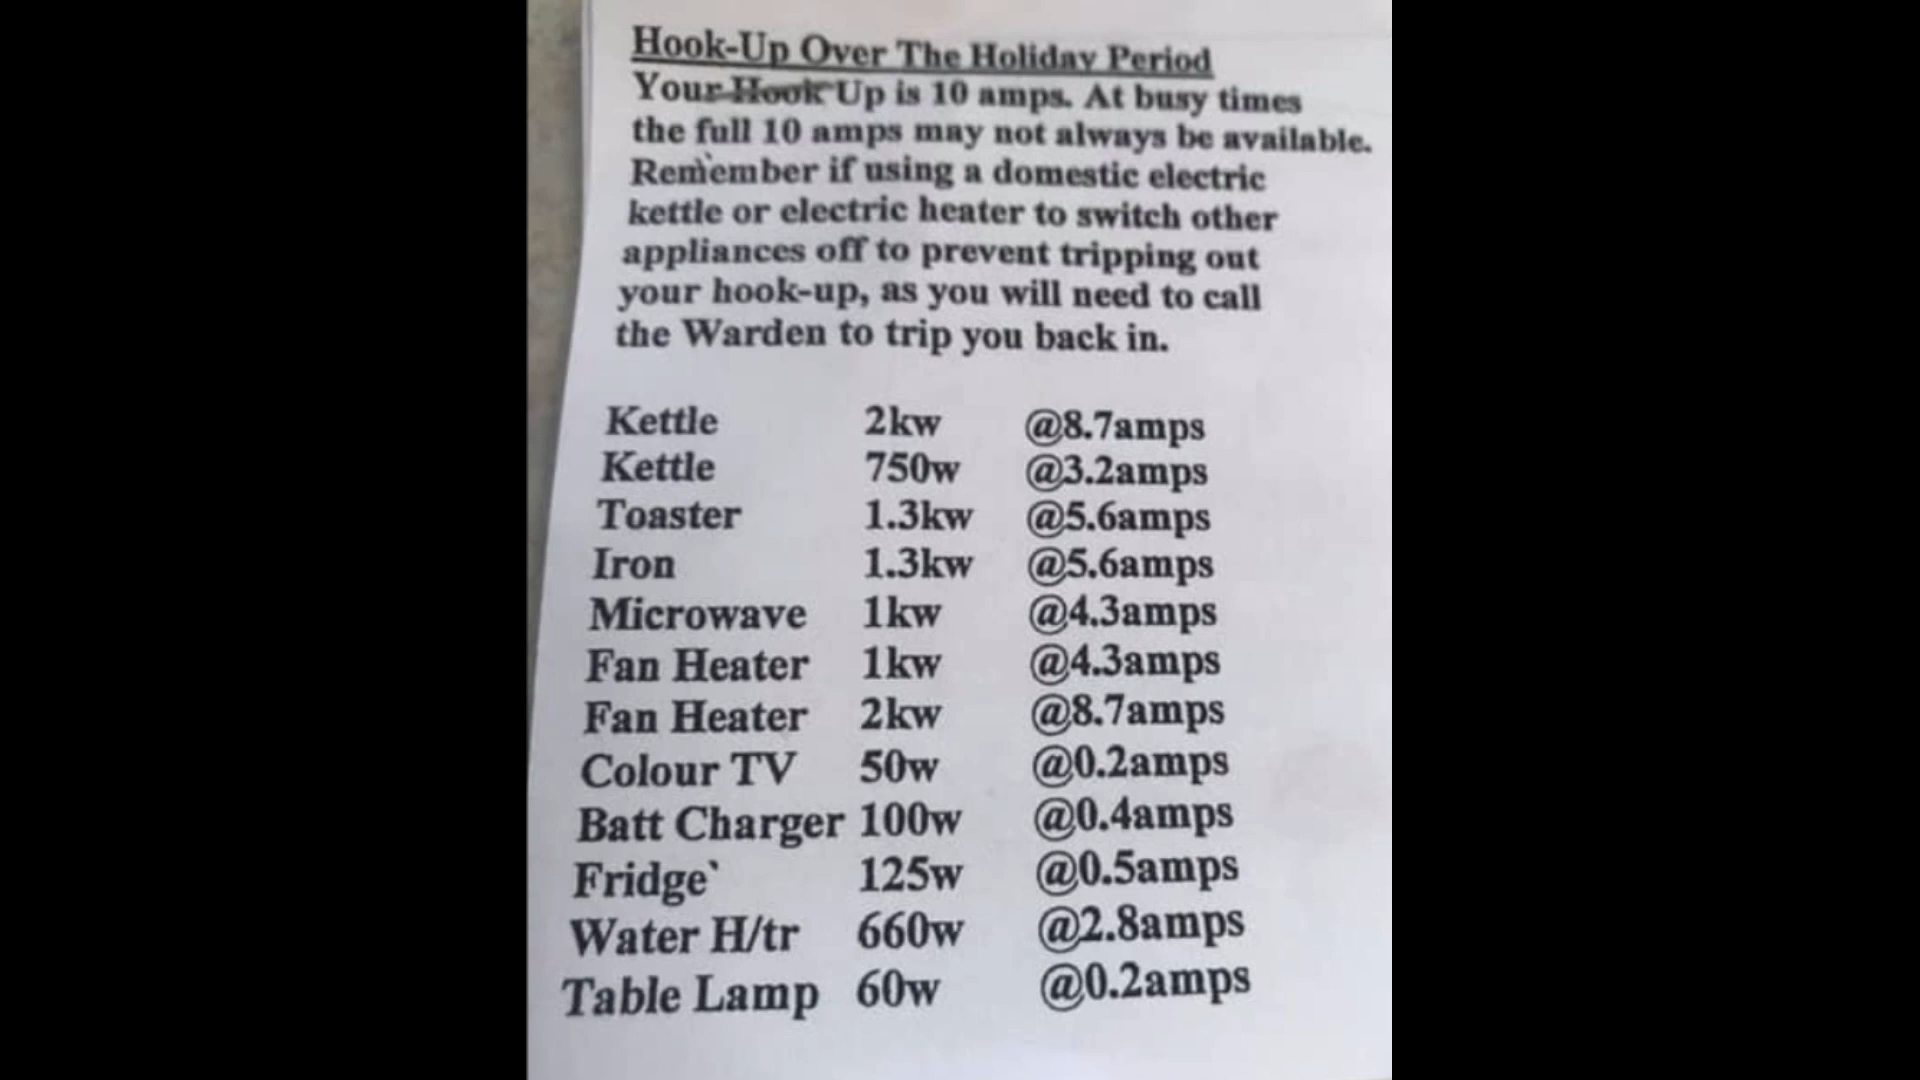 Hook-Up Over The Holiday Period
Your Hook Up is 10 amps. At busy times
the full 10 amps may not always be available.
Remember if using a domestic electric
kettle or electric heater to switch other
appliances off to prevent tripping out
your hook-up, as you will need to call
the Warden to trip you back in.
Kettle 2kw @8.7amps
Kettle 750w @3.2amps
Toaster 1.3kw @5.6amps
Iron 1.3kw @5.6amps
Microwave 1kw @4.3amps
Fan Heater 1kw @4.3amps
Fan Heater 2kw @8.7amps
Colour TV 50w @0.2amps
Batt Charger 100w @0.4amps
Fridge` 125w @0.5amps
Water H/tr 660w @2.8amps
Table Lamp 60w @0.2amps